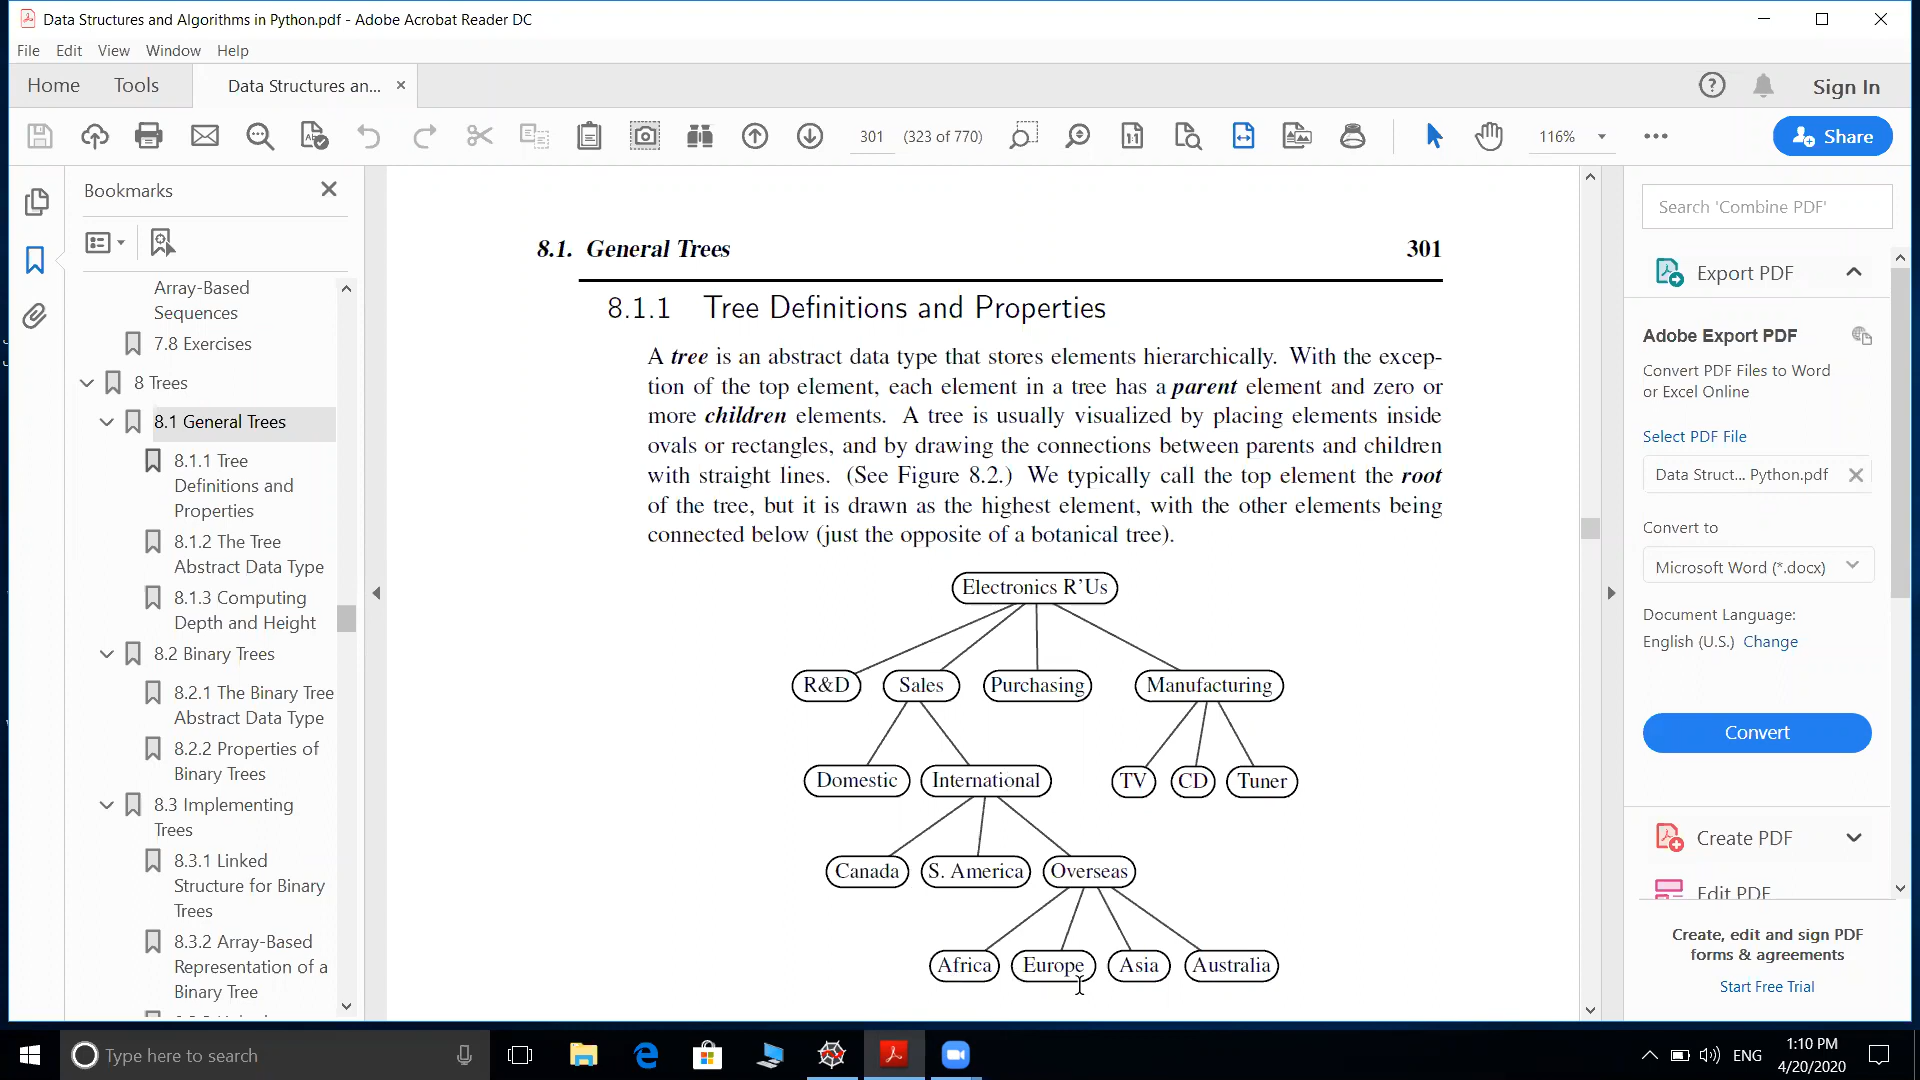 Data Structures and Algorithms in Python.pdf - Adobe Acrobat Reader DC
File Edit View Window Help
Home Tools Data Structures an... × Sign In
301 (323 of 770) 116% Share
Bookmarks
Array-Based
Sequences
7.8 Exercises
8 Trees
8.1 General Trees
8.1.1 Tree
Definitions and
Properties
8.1.2 The Tree
Abstract Data Type
8.1.3 Computing
Depth and Height
8.2 Binary Trees
8.2.1 The Binary Tree
Abstract Data Type
8.2.2 Properties of
Binary Trees
8.3 Implementing
Trees
8.3.1 Linked
Structure for Binary
Trees
8.3.2 Array-Based
Representation of a
Binary Tree
8.1. General Trees 301
8.1.1 Tree Definitions and Properties
A tree is an abstract data type that stores elements hierarchically. With the excep-
tion of the top element, each element in a tree has a parent element and zero or
more children elements. A tree is usually visualized by placing elements inside
ovals or rectangles, and by drawing the connections between parents and children
with straight lines. (See Figure 8.2.) We typically call the top element the root
of the tree, but it is drawn as the highest element, with the other elements being
connected below (just the opposite of a botanical tree).
Electronics R'Us
R&D Sales Purchasing Manufacturing
Domestic International TV CD Tuner
Canada S. America Overseas
Africa Europe Asia Australia
Search 'Combine PDF'
Export PDF
Adobe Export PDF
Convert PDF Files to Word
or Excel Online
Select PDF File
Data Struct... Python.pdf
Convert to
Microsoft Word (*.docx)
Document Language:
English (U.S.) Change
Convert
Create PDF
Edit PDF
Create, edit and sign PDF
forms & agreements
Start Free Trial
Type here to search
ENG
1:10 PM
4/20/2020